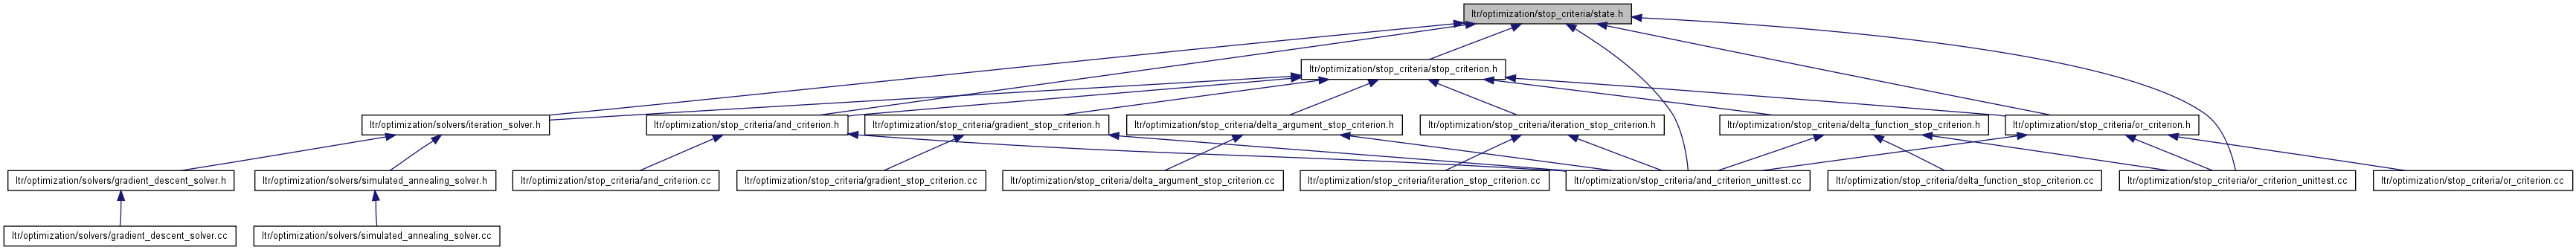 ltr/optimization/stop_criteria/state.h
ltr/optimization/stop_criteria/stop_criterion.h
ltr/optimization/solvers/iteration_solver.h
ltr/optimization/stop_criteria/and_criterion.h
ltr/optimization/stop_criteria/gradient_stop_criterion.h
ltr/optimization/stop_criteria/delta_argument_stop_criterion.h
ltr/optimization/stop_criteria/iteration_stop_criterion.h
ltr/optimization/stop_criteria/delta_function_stop_criterion.h
ltr/optimization/stop_criteria/or_criterion.h
ltr/optimization/solvers/gradient_descent_solver.h
ltr/optimization/solvers/simulated_annealing_solver.h
ltr/optimization/stop_criteria/and_criterion.cc
ltr/optimization/stop_criteria/gradient_stop_criterion.cc
ltr/optimization/stop_criteria/delta_argument_stop_criterion.cc
ltr/optimization/stop_criteria/iteration_stop_criterion.cc
ltr/optimization/stop_criteria/and_criterion_unittest.cc
ltr/optimization/stop_criteria/delta_function_stop_criterion.cc
ltr/optimization/stop_criteria/or_criterion_unittest.cc
ltr/optimization/stop_criteria/or_criterion.cc
ltr/optimization/solvers/gradient_descent_solver.cc
ltr/optimization/solvers/simulated_annealing_solver.cc